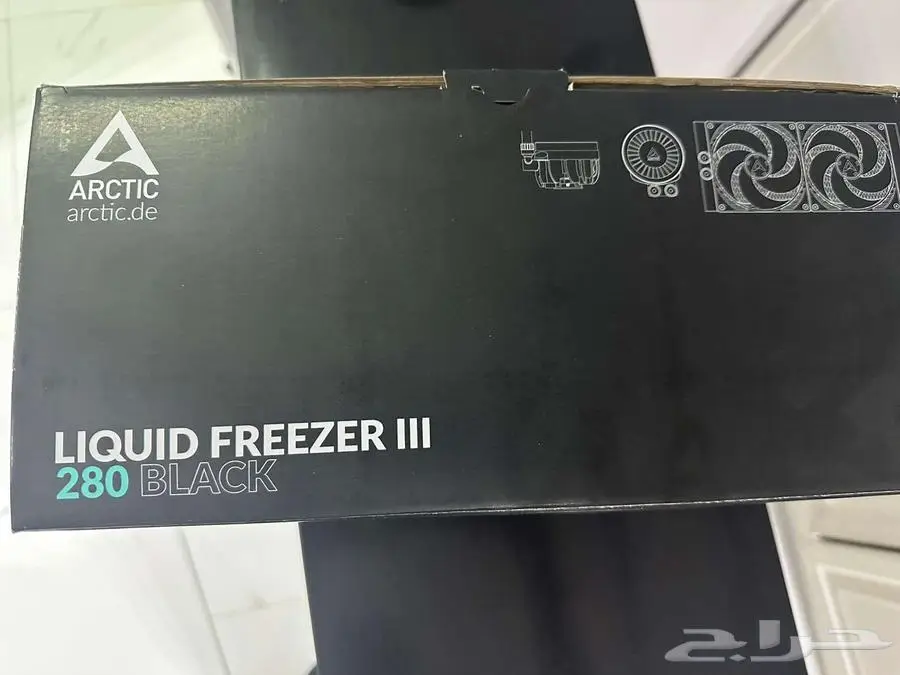 ARCTIC
arctic.de
LIQUID FREEZER III
280 BLACK
حراج